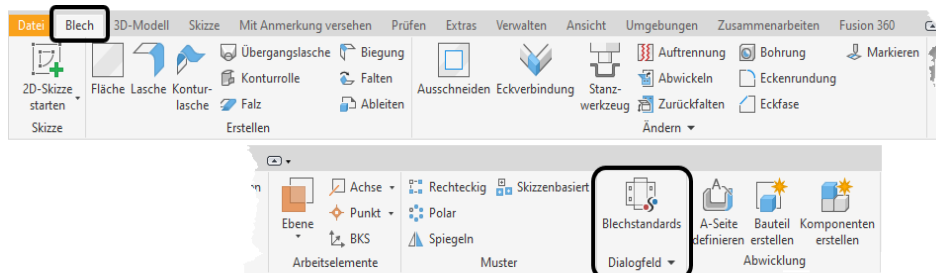 Datei Blech 3D-Modell Skizze Mit Anmerkung versehen Prüfen Extras Verwalten Ansicht Umgebungen Zusammenarbeiten Fusion 360
Übergangslasche Biegung Auftrennung Bohrung Markieren
Konturrolle Falten Abwickeln Eckenrundung
2D-Skizze starten Fläche Lasche Kontur-lasche Ausschneiden Eckverbindung Stanz-werkzeug
Falz Ableiten Zurückfalten Eckfase
Skizze Erstellen Ändern
Achse Rechteckig Skizzenbasiert
Punkt Polar
Ebene Blechstandards A-Seite definieren Bauteil erstellen Komponenten erstellen
BKS Spiegeln
Arbeitselemente Muster Dialogfeld Abwicklung